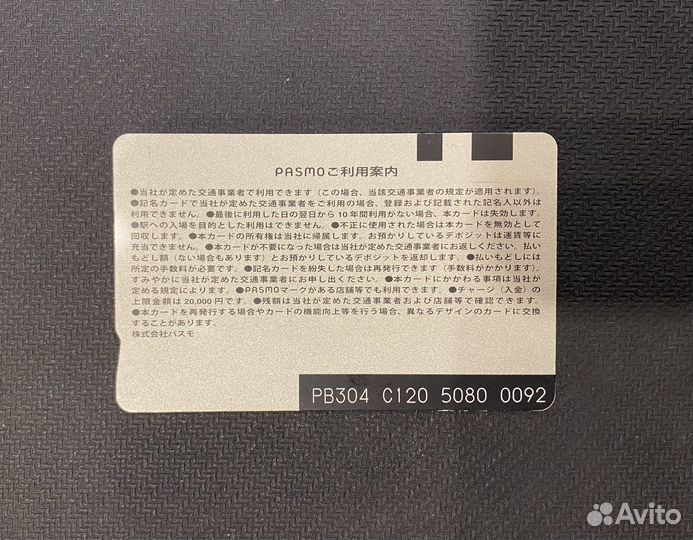 PASMOご利用案内
●当社が定めた交通事業者で利用できます（この場合、当該交通事業者の規定が適用されます）。
●記名カードで当社が定めた交通事業者をご利用の場合、登録および記載された記名人以外は
利用できません。●最後に利用した日の翌日から10年間利用がない場合、本カードは失効します。
●駅への入場を目的とした利用はできません。●不正に使用された場合は本カードを無効として
回収します。●本カードの所有権は当社に帰属します。お預かりしているデポジットは運賃等に
充当できません。●本カードが不要になった場合は当社が定めた交通事業者にお返しください。払い
もどし額（ない場合もあります）とお預かりしているデポジットを返却します。●払いもどしには
所定の手数料が必要です。●記名カードを紛失した場合は再発行できます（手数料がかかります）。
すみやかに当社が定めた交通事業者にお申し出ください。●本カードにかかわる事項は当社が
定める規定によります。●PASMOマークがある店舗等でも利用できます。●チャージ（入金）の
上限金額は20,000円です。●残額は当社が定めた交通事業者および店舗等で確認できます。
●本カードを再発行する場合やカードの機能向上等を行う場合、異なるデザインのカードに交換
することがあります。
株式会社パスモ
PB304 C120 5080 0092
Avito